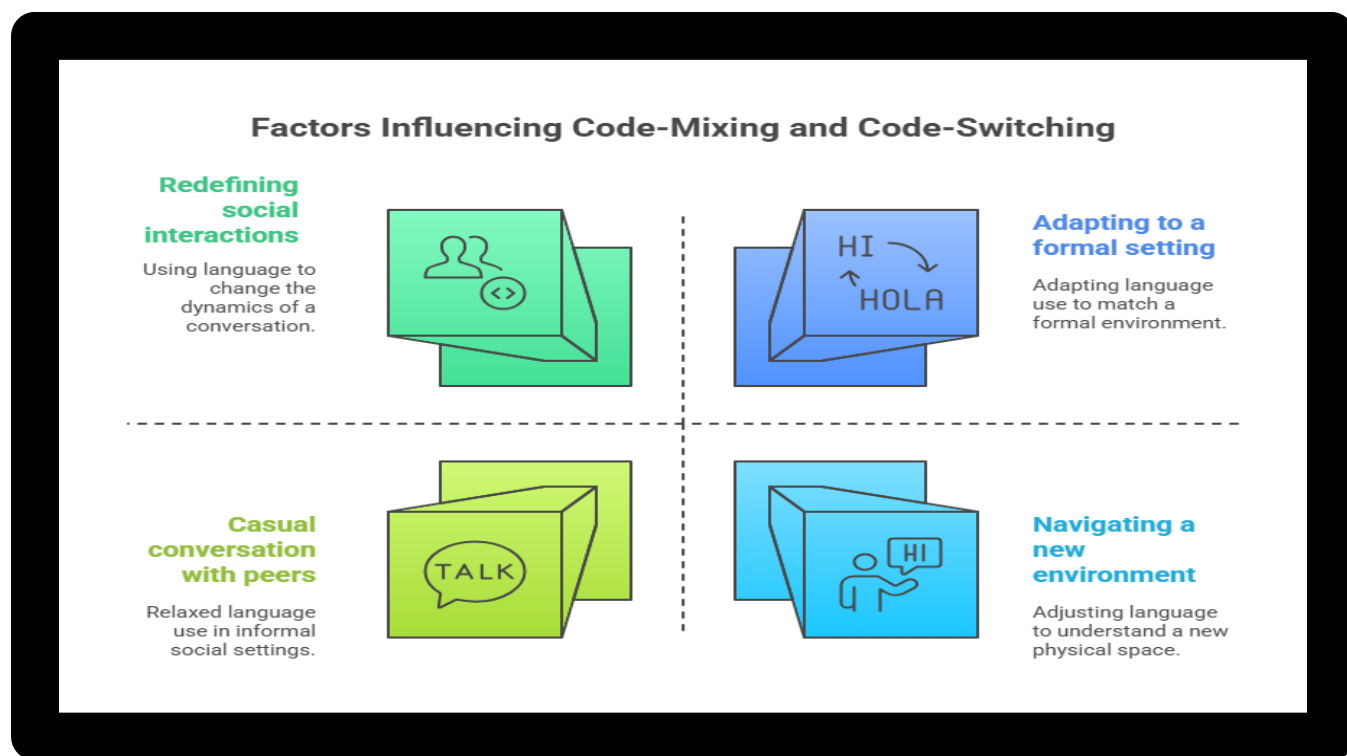 Factors Influencing Code-Mixing and Code-Switching
Redefining
social
interactions
Using language to
change the
dynamics of a
conversation.
<>
HI
HOLA
Adapting to a
formal setting
Adapting language
use to match a
formal environment.
Casual
conversation
with peers
Relaxed language
use in informal
social settings.
TALK
HI
Navigating a
new
environment
Adjusting language
to understand a new
physical space.